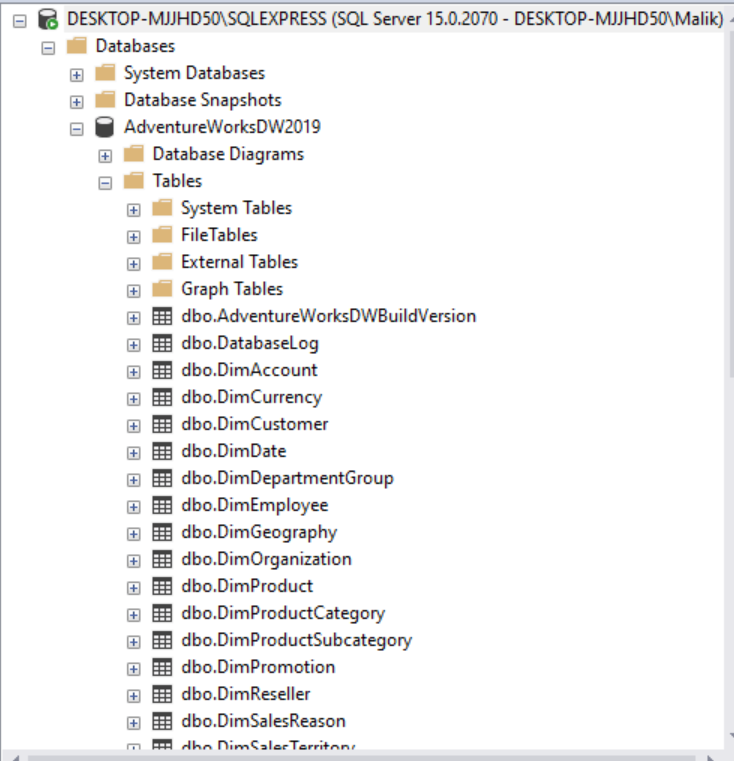 DESKTOP-MJJHD50\SQLEXPRESS (SQL Server 15.0.2070 - DESKTOP-MJJHD50\Malik)
Databases
System Databases
Database Snapshots
AdventureWorksDW2019
Database Diagrams
Tables
System Tables
FileTables
External Tables
Graph Tables
dbo.AdventureWorksDWBuildVersion
dbo.DatabaseLog
dbo.DimAccount
dbo.DimCurrency
dbo.DimCustomer
dbo.DimDate
dbo.DimDepartmentGroup
dbo.DimEmployee
dbo.DimGeography
dbo.DimOrganization
dbo.DimProduct
dbo.DimProductCategory
dbo.DimProductSubcategory
dbo.DimPromotion
dbo.DimReseller
dbo.DimSalesReason
dbo.DimSalesTerritory